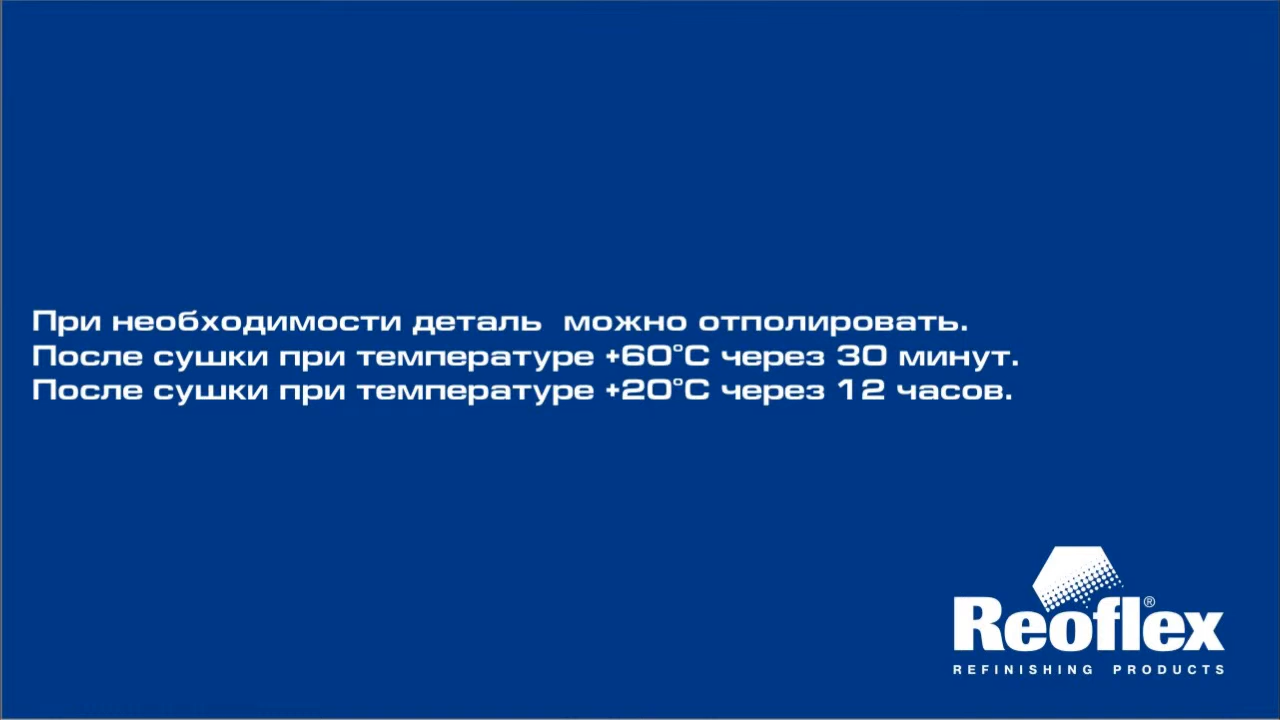 При необходимости деталь  можно отполировать.
После сушки при температуре +60°С через 30 минут.
После сушки при температуре +20°С через 12 часов.
Reoflex®
REFINISHING PRODUCTS